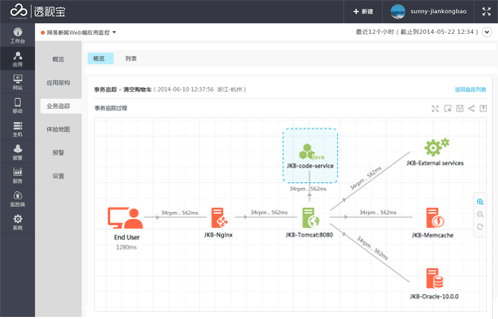 透视宝
+ 新建
sunny-jiankongbao
工作台
应用
网站
移动
主机
报警
报告
监控端
系统
网易新闻Web端应用监控
最近12个小时 ( 截止到2014-05-22 12:34 )
概览
应用架构
业务追踪
体验地图
报警
设置
概览
列表
事务追踪 - 清空购物车 ( 2014-06-10 12:37:56 浙江-杭州 )
返回追踪列表
事务追踪过程
Java
JKB-code-service
JKB-External services
34rpm , 562ms
34rpm , 562ms
34rpm , 562ms
34rpm , 562ms
34rpm , 562ms
34rpm , 562ms
End User
1280ms
JKB-Nginx
JKB-Tomcat:8080
JKB-Memcache
JKB-Oracle-10.0.0